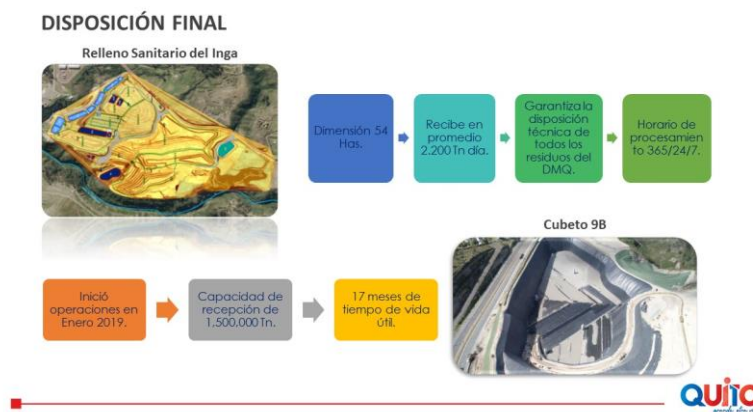 DISPOSICIÓN FINAL
Relleno Sanitario del Inga
Dimensión 54
Has.
Recibe en
promedio
2.200 Tn día.
Garantiza la
disposición
técnica de
todos los
residuos del
DMQ.
Horario de
procesamien
to 365/24/7.
Cubeto 9B
Inició
operaciones en
Enero 2019.
Capacidad de
recepción de
1,500,000 Tn.
17 meses de
tiempo de vida
útil.
QUITO